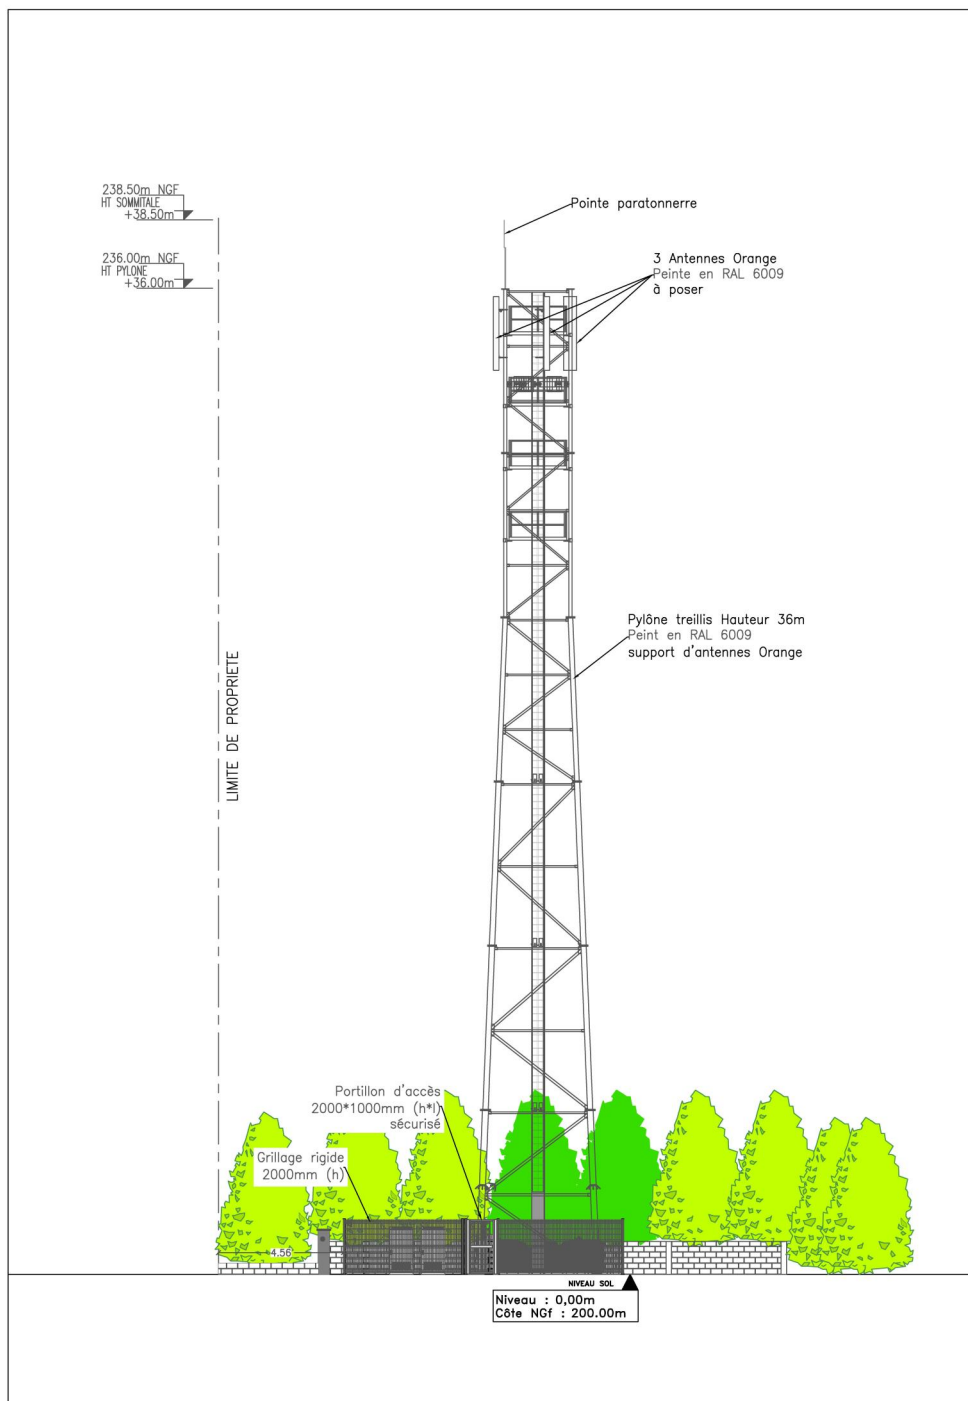 238.50m NGF
HT SOMMITALE
+38.50m
Pointe paratonnerre
236.00m NGF
HT PYLONE
+36.00m
3 Antennes Orange
Peinte en RAL 6009
à poser
Pylône treillis Hauteur 36m
Peint en RAL 6009
support d'antennes Orange
LIMITE DE PROPRIETE
Portillon d'accès
2000*1000mm (h*l)
sécurisé
Grillage rigide
2000mm (h)
4.56
NIVEAU SOL
Niveau : 0,00m
Côte NGf : 200.00m